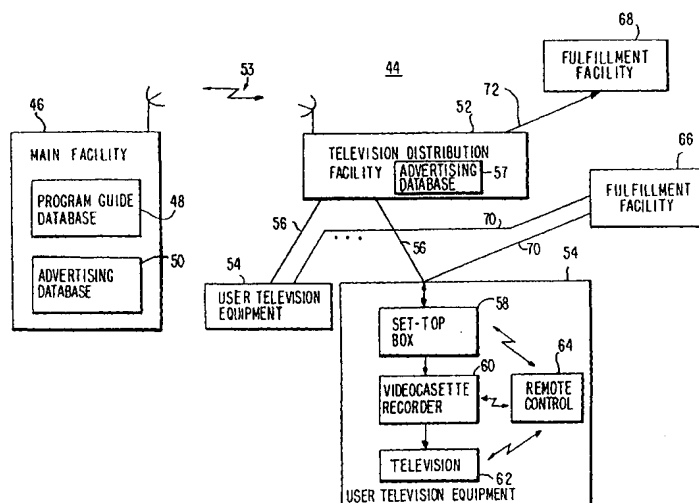 68
FULFILLMENT
FACILITY
53
44
46
52
72
MAIN FACILITY
PROGRAM GUIDE
DATABASE
48
ADVERTISING
DATABASE
50
TELEVISION DISTRIBUTION
FACILITY
ADVERTISING
DATABASE
57
66
FULFILLMENT
FACILITY
56
56
70
70
...
54
USER TELEVISION
EQUIPMENT
54
58
SET-TOP
BOX
60
VIDEOCASETTE
RECORDER
64
REMOTE
CONTROL
TELEVISION
62
USER TELEVISION EQUIPMENT